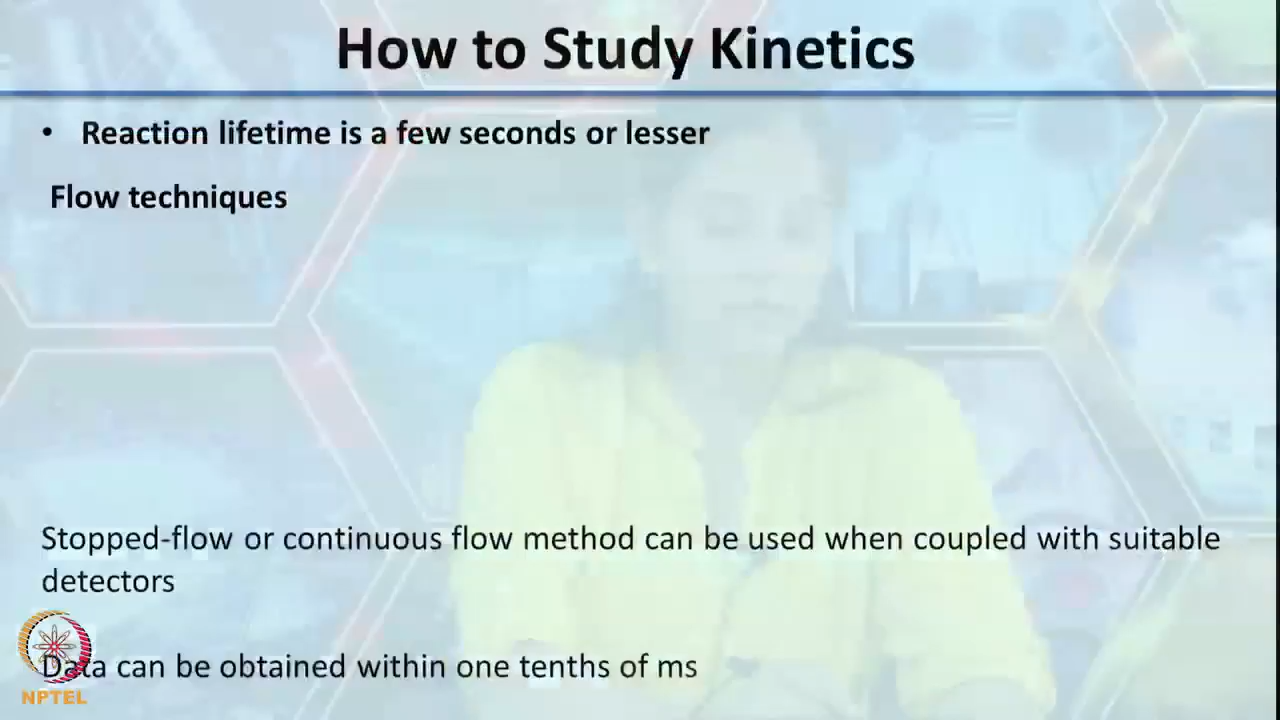 How to Study Kinetics
• Reaction lifetime is a few seconds or lesser
Flow techniques
Stopped-flow or continuous flow method can be used when coupled with suitable
detectors
Data can be obtained within one tenths of ms
NPTEL